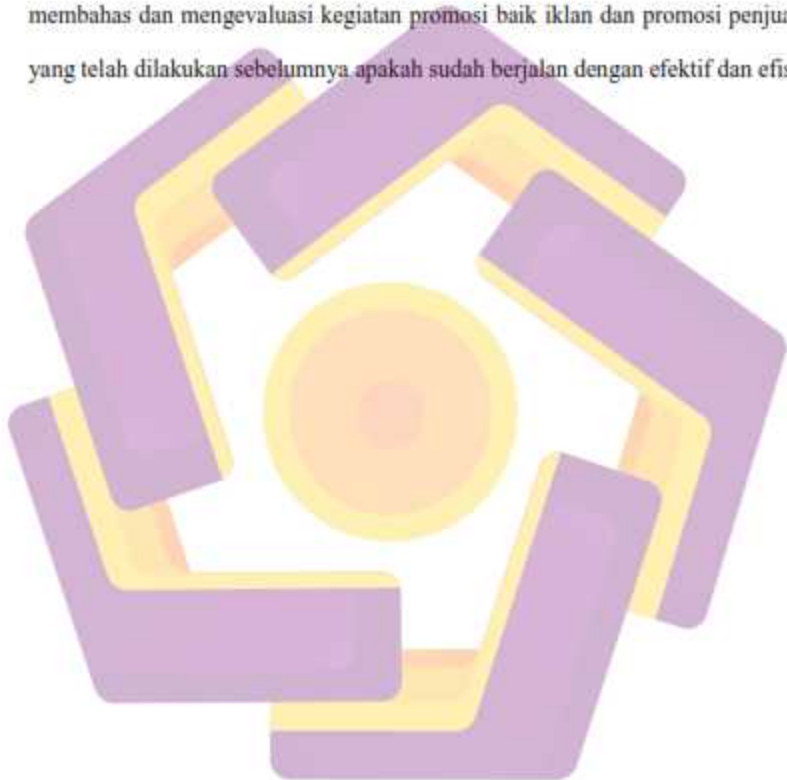 membahas dan mengevaluasi kegiatan promosi baik iklan dan promosi
yang telah dilakukan sebelumnya apakah sudah berjalan dengan efektif dan